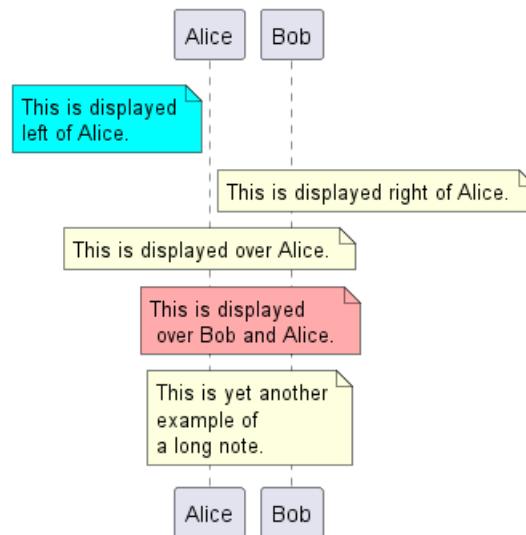 Alice Bob
This is displayed
left of Alice.
This is displayed right of Alice.
This is displayed over Alice.
This is displayed
over Bob and Alice.
This is yet another
example of
a long note.
Alice Bob